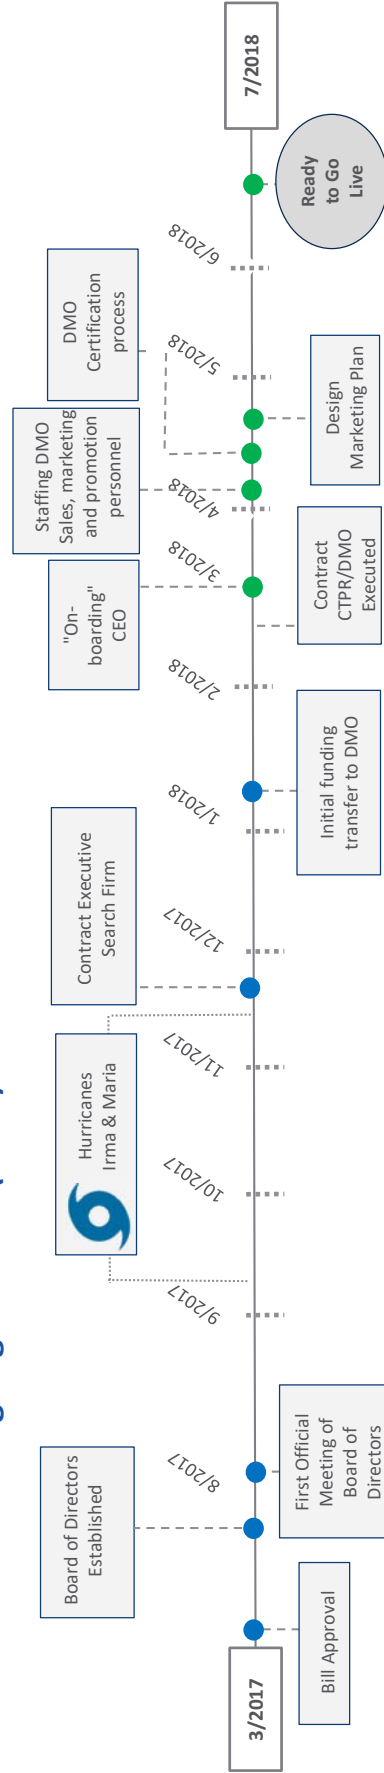 3/2017
Bill Approval
Board of Directors
Established
8/2017
First Official
Meeting of
Board of
Directors
9/2017
Hurricanes
Irma & Maria
10/2017
11/2017
Contract Executive
Search Firm
12/2017
1/2018
Initial funding
transfer to DMO
2/2018
Contract
CTPR/DMO
Executed
"On-
boarding"
CEO
3/2018
4/2018
Staffing DMO
Sales, marketing
and promotion
personnel
DMO
Certification
process
Design
Marketing Plan
5/2018
6/2018
Ready
to Go
Live
7/2018